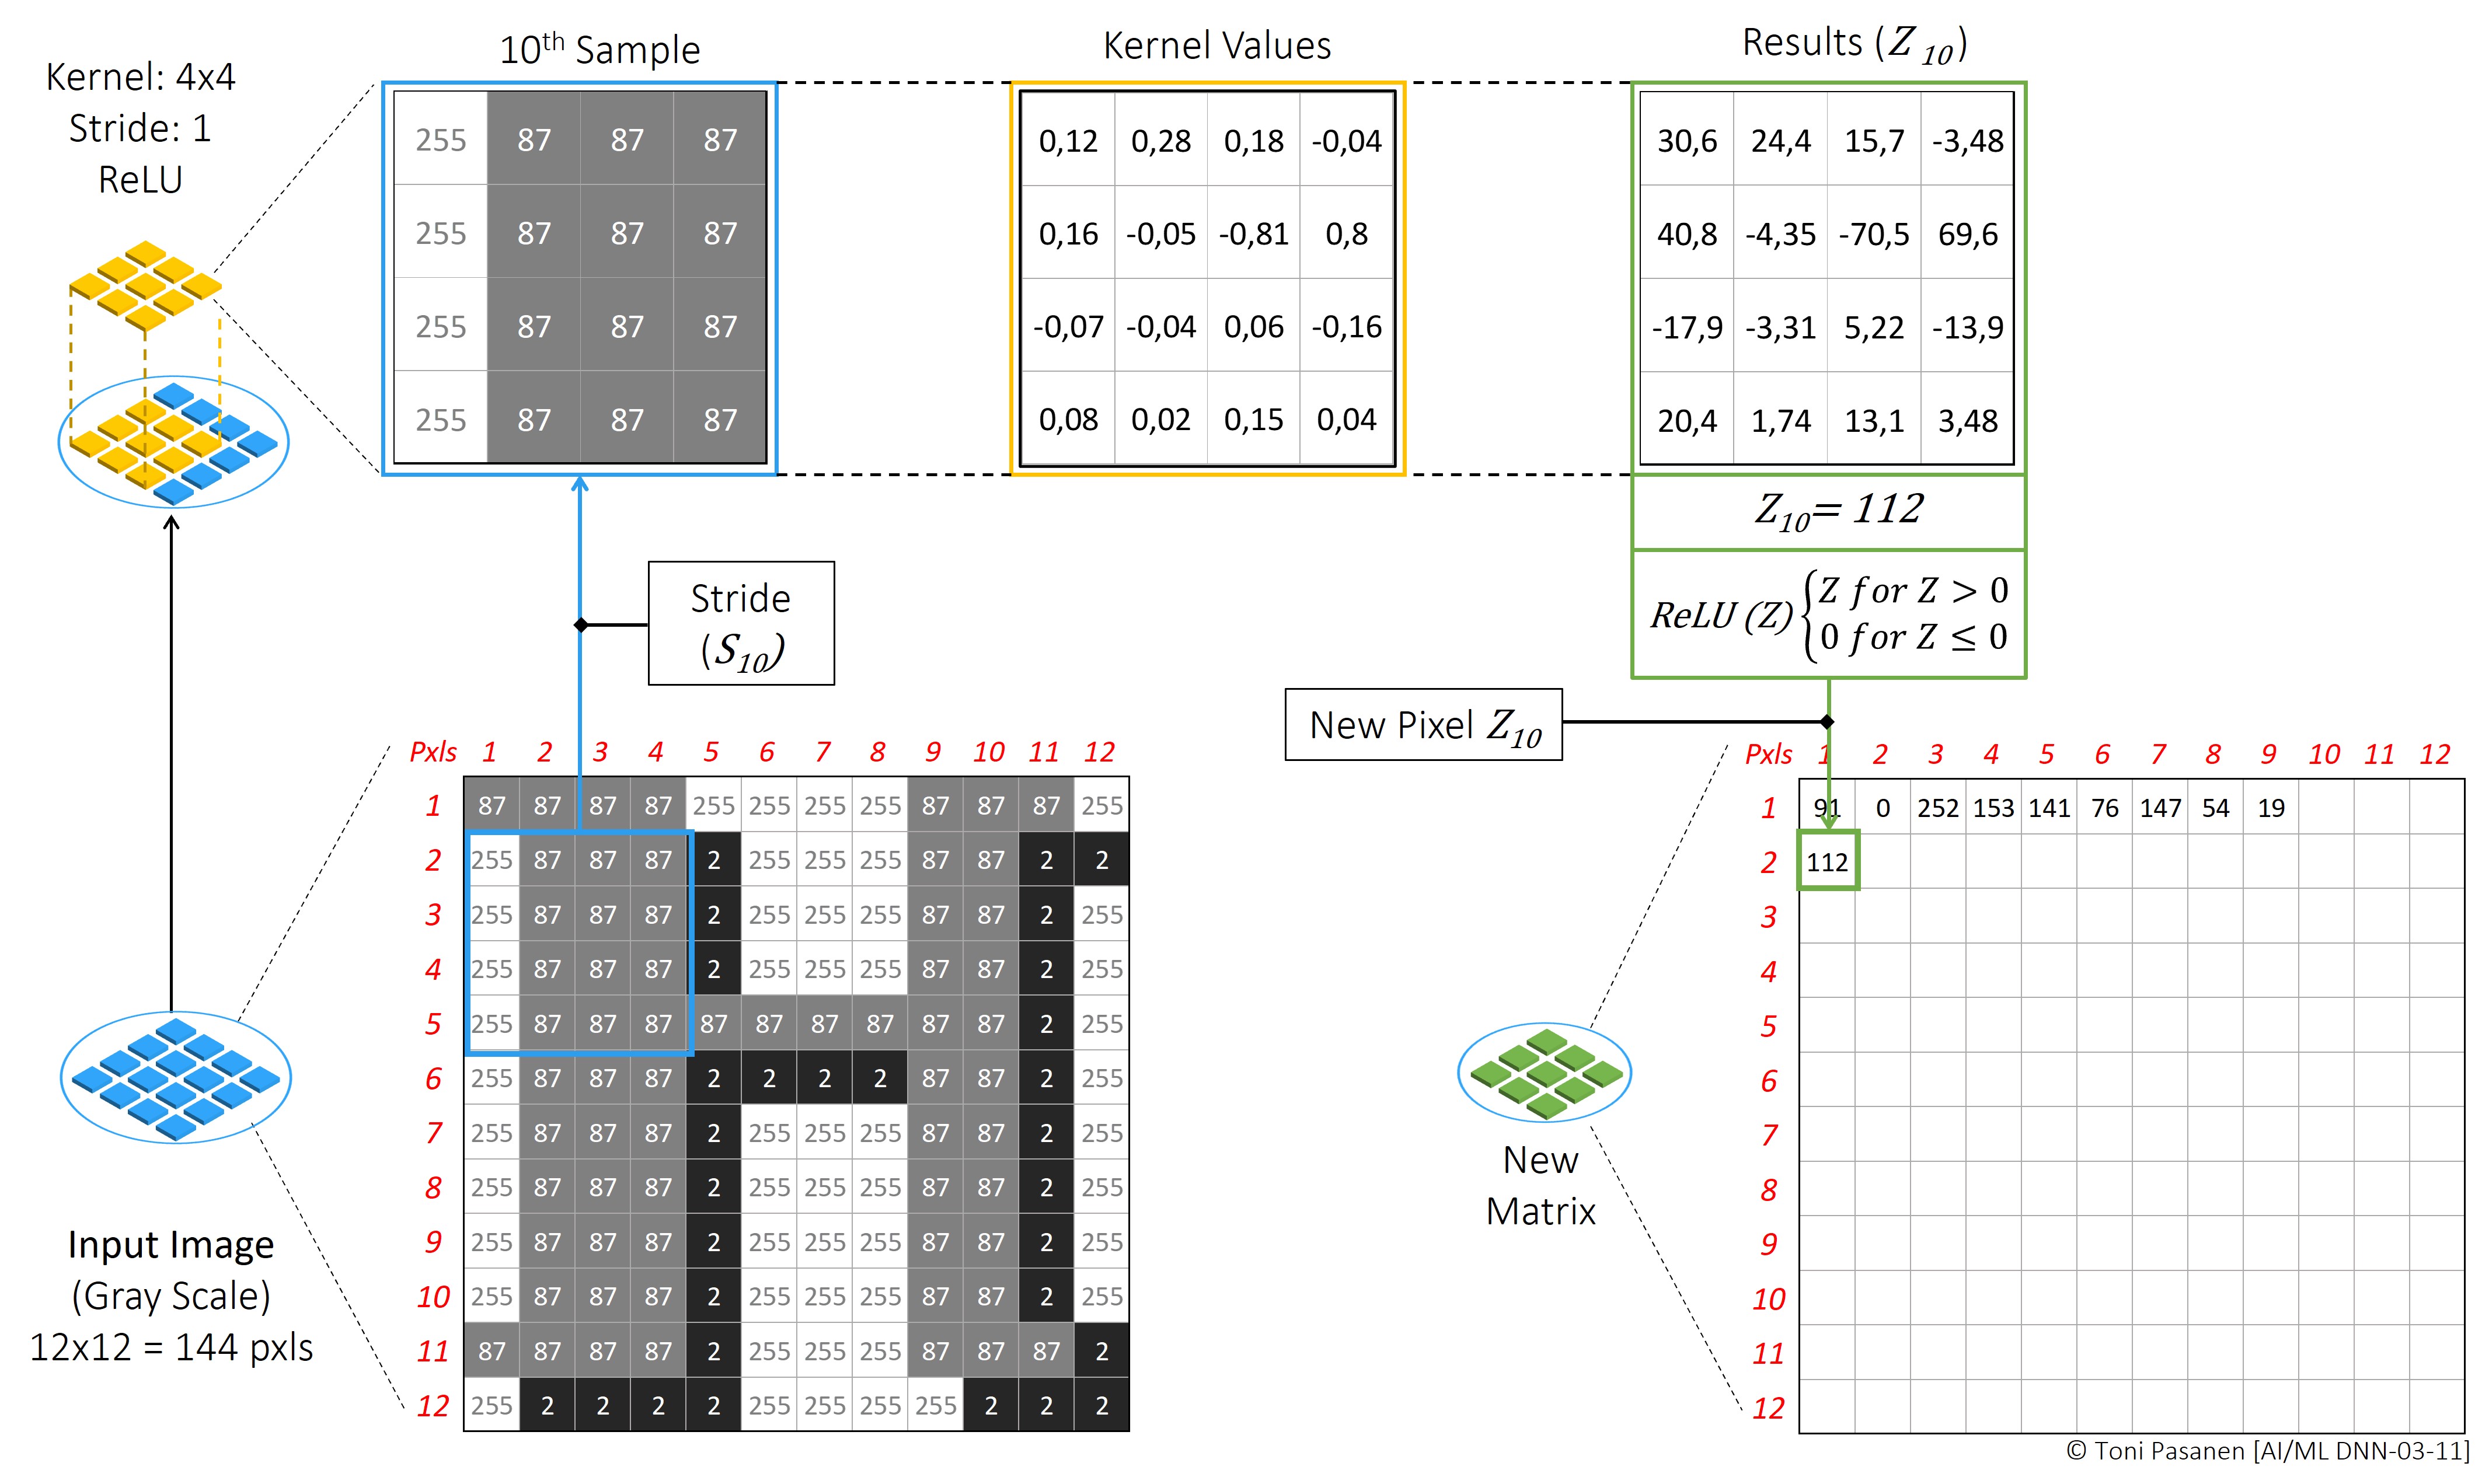 Kernel: 4x4
Stride: 1
ReLU
10th Sample
255 87 87 87
255 87 87 87
255 87 87 87
255 87 87 87
Kernel Values
0,12 0,28 0,18 -0,04
0,16 -0,05 -0,81 0,8
-0,07 -0,04 0,06 -0,16
0,08 0,02 0,15 0,04
Results (Z 10)
30,6 24,4 15,7 -3,48
40,8 -4,35 -70,5 69,6
-17,9 -3,31 5,22 -13,9
20,4 1,74 13,1 3,48
Z10= 112
ReLU (Z) { Z for Z > 0
0 for Z ≤ 0
Stride
(S10)
New Pixel Z10
Input Image
(Gray Scale)
12x12 = 144 pxls
Pxls 1 2 3 4 5 6 7 8 9 10 11 12
1 87 87 87 87 255 255 255 255 87 87 87 255
2 255 87 87 87 2 255 255 255 87 87 2 2
3 255 87 87 87 2 255 255 255 87 87 2 255
4 255 87 87 87 2 255 255 255 87 87 2 255
5 255 87 87 87 87 87 87 87 87 87 2 255
6 255 87 87 87 2 2 2 2 87 87 2 255
7 255 87 87 87 2 255 255 255 87 87 2 255
8 255 87 87 87 2 255 255 255 87 87 2 255
9 255 87 87 87 2 255 255 255 87 87 2 255
10 255 87 87 87 2 255 255 255 87 87 2 255
11 87 87 87 87 2 255 255 255 87 87 87 2
12 255 2 2 2 2 255 255 255 255 2 2 2
New
Matrix
Pxls 1 2 3 4 5 6 7 8 9 10 11 12
1 91 0 252 153 141 76 147 54 19
2 112
3
4
5
6
7
8
9
10
11
12
© Toni Pasanen [AI/ML DNN-03-11]